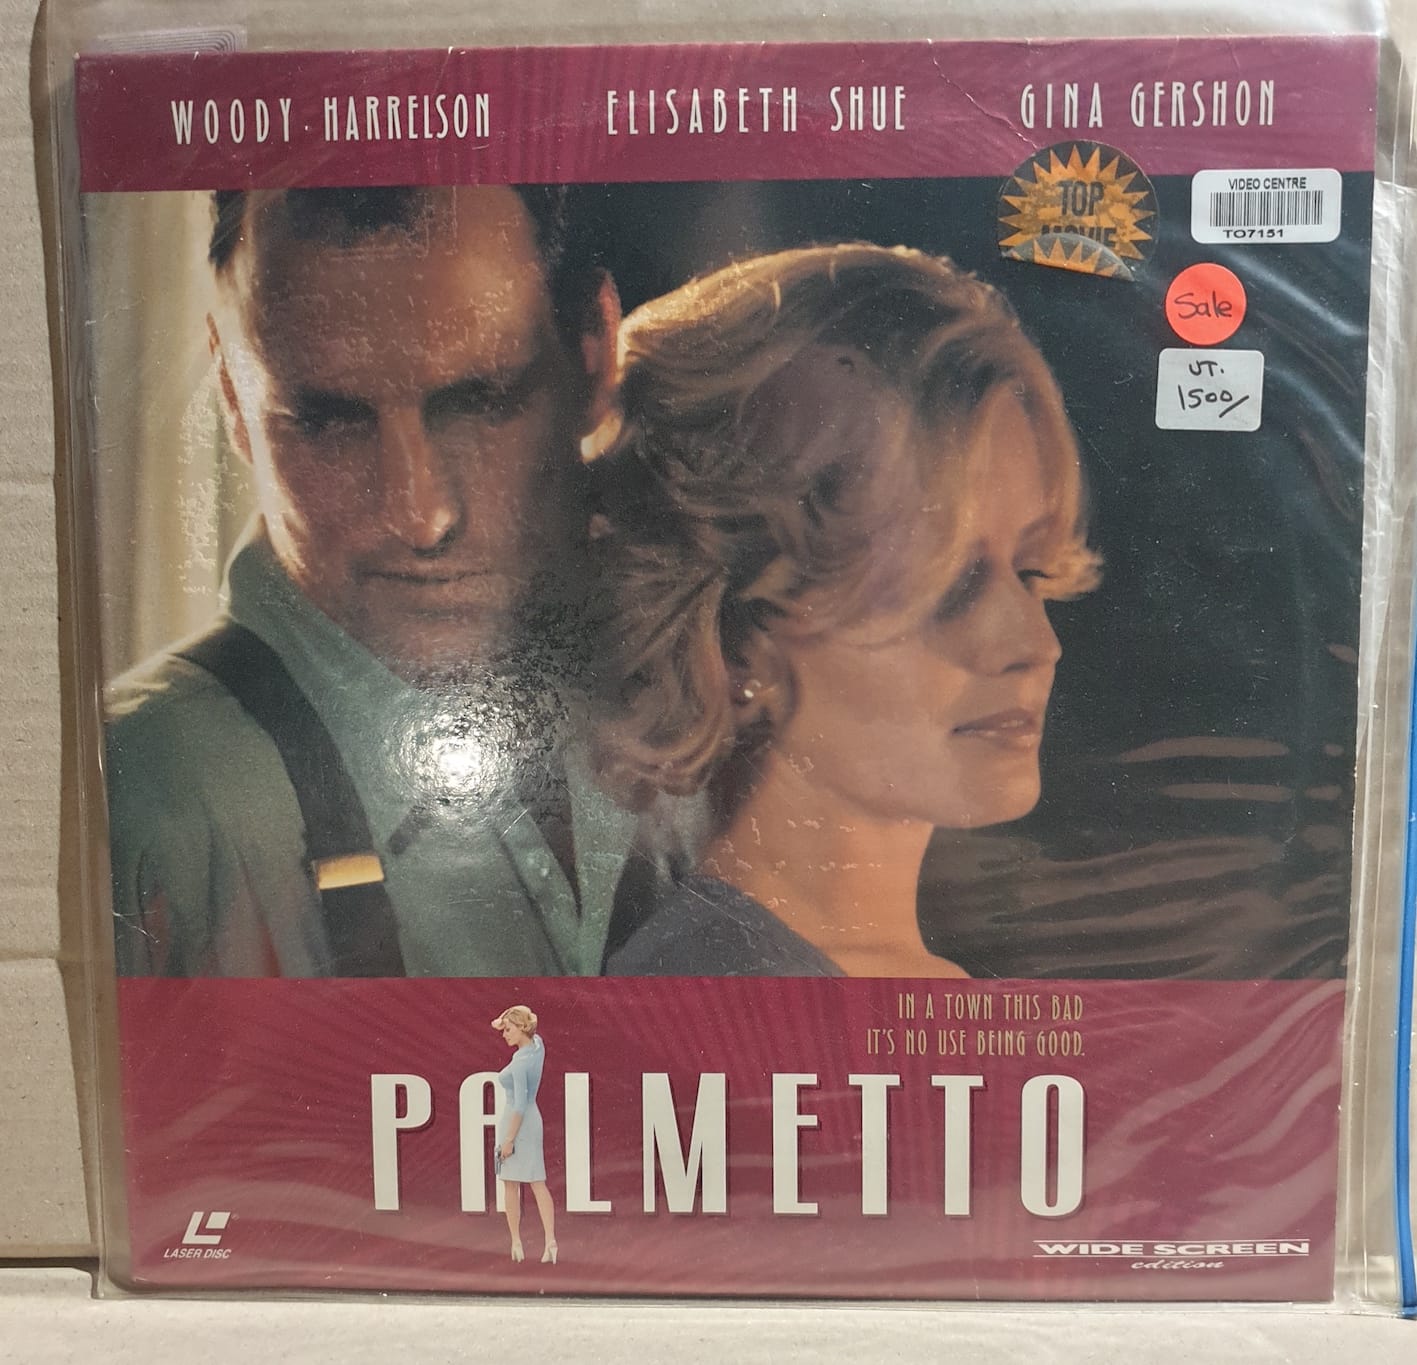 WOODY HARRELSON ELISABETH SHUE GINA GERSHON
TOP
MOVIE
VIDEO CENTRE
TO7151
Sale
UT.
1500/
IN A TOWN THIS BAD
IT'S NO USE BEING GOOD.
PALMETTO
LASER DISC
WIDE SCREEN
edition